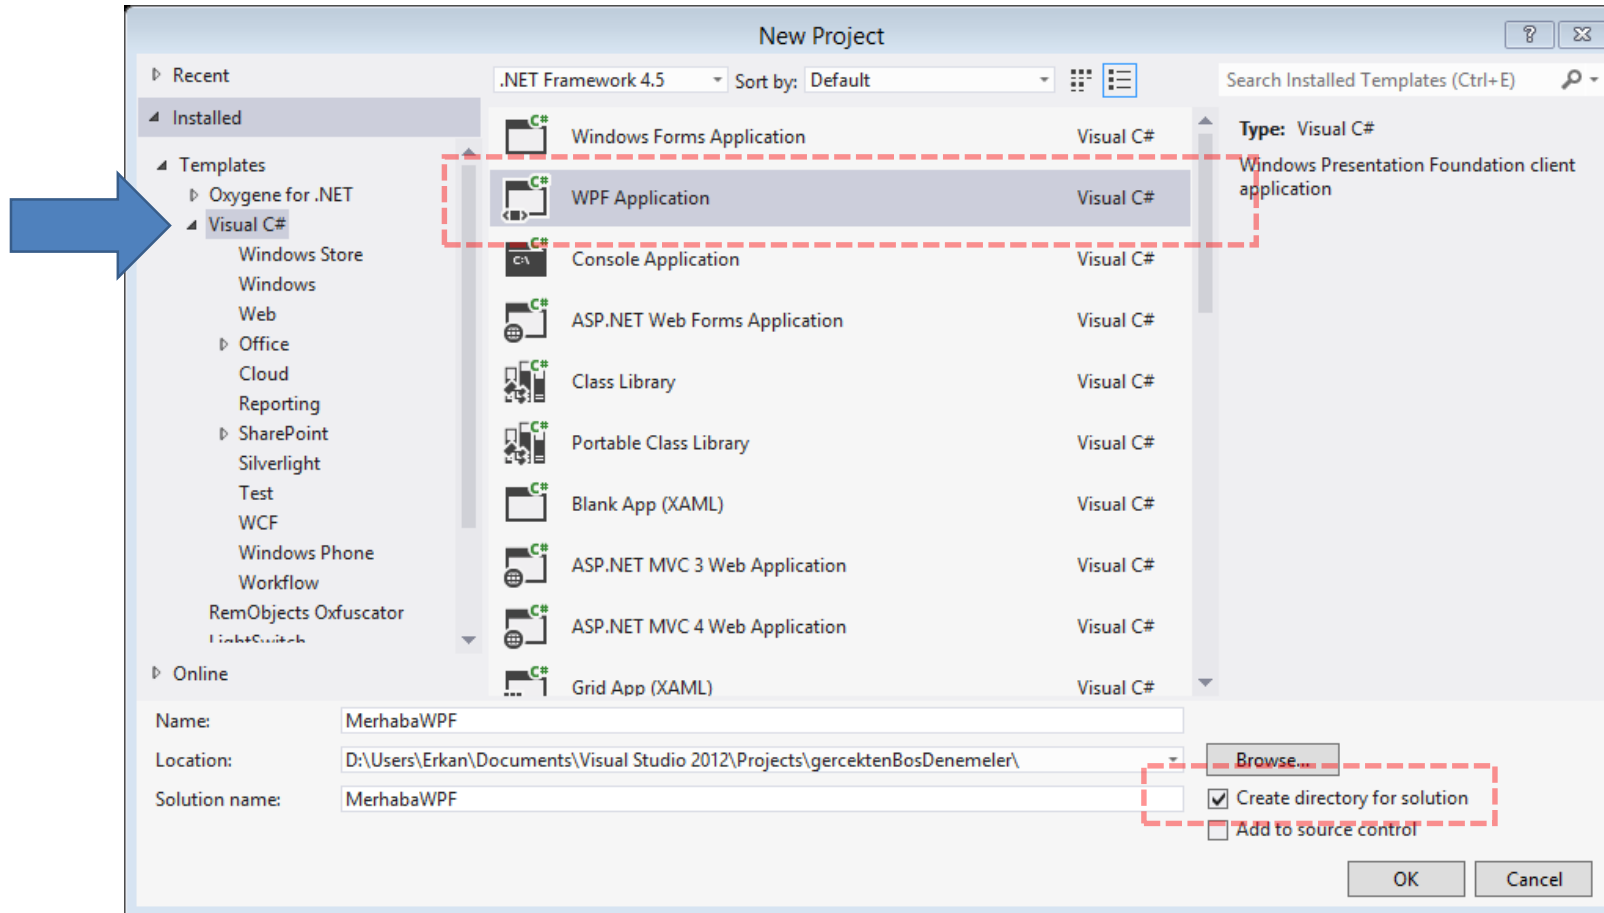 New Project
Recent
Installed
Templates
Oxygene for .NET
Visual C#
Windows Store
Windows
Web
Office
Cloud
Reporting
SharePoint
Silverlight
Test
WCF
Windows Phone
Workflow
RemObjects Oxfuscator
LightSwitch
Online
.NET Framework 4.5 Sort by: Default
Windows Forms Application Visual C#
WPF Application Visual C#
Console Application Visual C#
ASP.NET Web Forms Application Visual C#
Class Library Visual C#
Portable Class Library Visual C#
Blank App (XAML) Visual C#
ASP.NET MVC 3 Web Application Visual C#
ASP.NET MVC 4 Web Application Visual C#
Grid App (XAML) Visual C#
Search Installed Templates (Ctrl+E)
Type: Visual C#
Windows Presentation Foundation client
application
Name: MerhabaWPF
Location: D:\Users\Erkan\Documents\Visual Studio 2012\Projects\gercektenBosDenemeler\
Browse...
Solution name: MerhabaWPF
Create directory for solution
Add to source control
OK Cancel